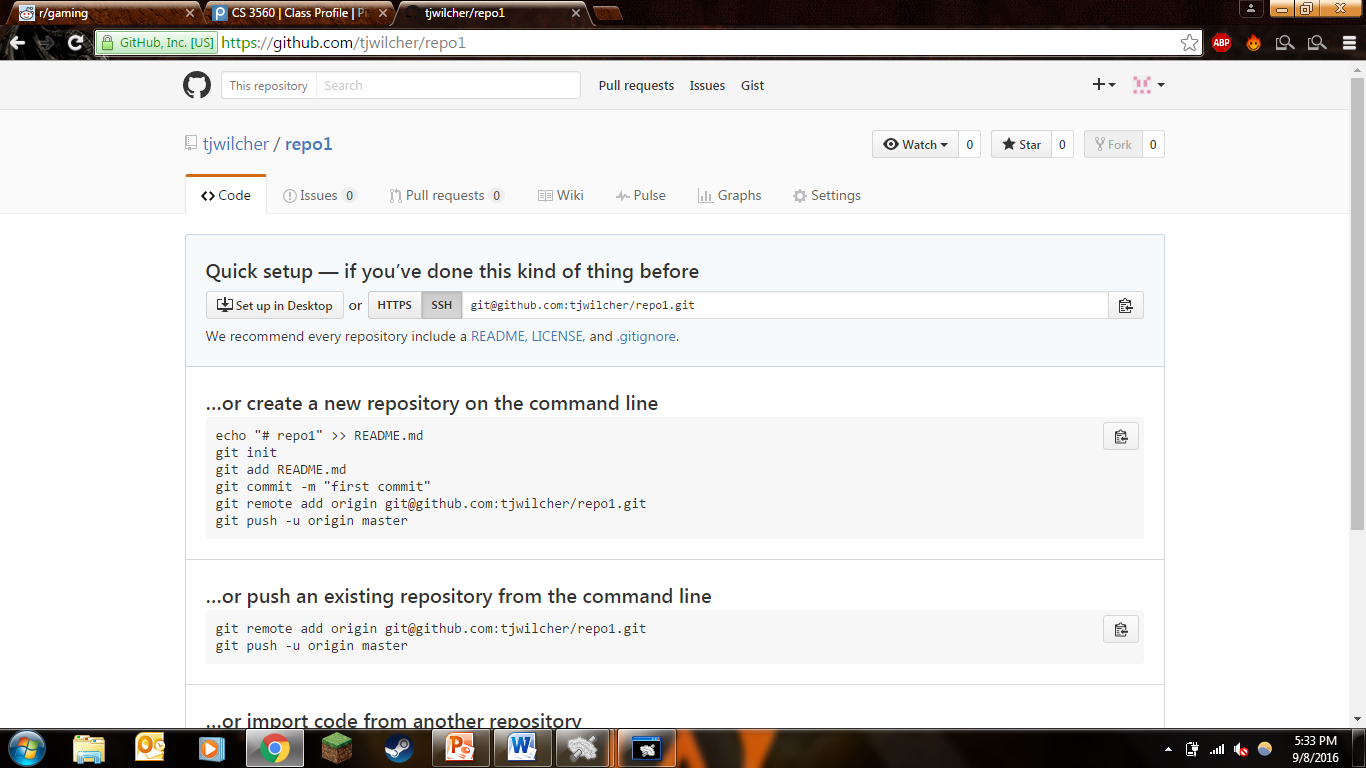 r/gaming
CS 3560 | Class Profile | Pi
tjwilcher/repo1
GitHub, Inc. [US] https://github.com/tjwilcher/repo1
ABP
This repository Search Pull requests Issues Gist
tjwilcher / repo1
Watch 0 Star 0 Fork 0
Code Issues 0 Pull requests 0 Wiki Pulse Graphs Settings
Quick setup — if you’ve done this kind of thing before
Set up in Desktop or HTTPS SSH git@github.com:tjwilcher/repo1.git
We recommend every repository include a README, LICENSE, and .gitignore.
…or create a new repository on the command line
echo "# repo1" >> README.md
git init
git add README.md
git commit -m "first commit"
git remote add origin git@github.com:tjwilcher/repo1.git
git push -u origin master
…or push an existing repository from the command line
git remote add origin git@github.com:tjwilcher/repo1.git
git push -u origin master
…or import code from another repository
5:33 PM
9/8/2016